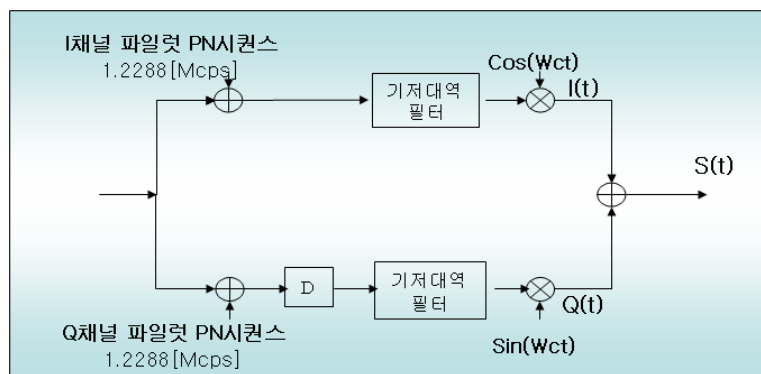 I채널 파일럿 PN시퀀스
1.2288[Mcps]
Cos(Wct)
기저대역
필터
I(t)
S(t)
D
기저대역
필터
Q(t)
Q채널 파일럿 PN시퀀스
1.2288[Mcps]
Sin(Wct)